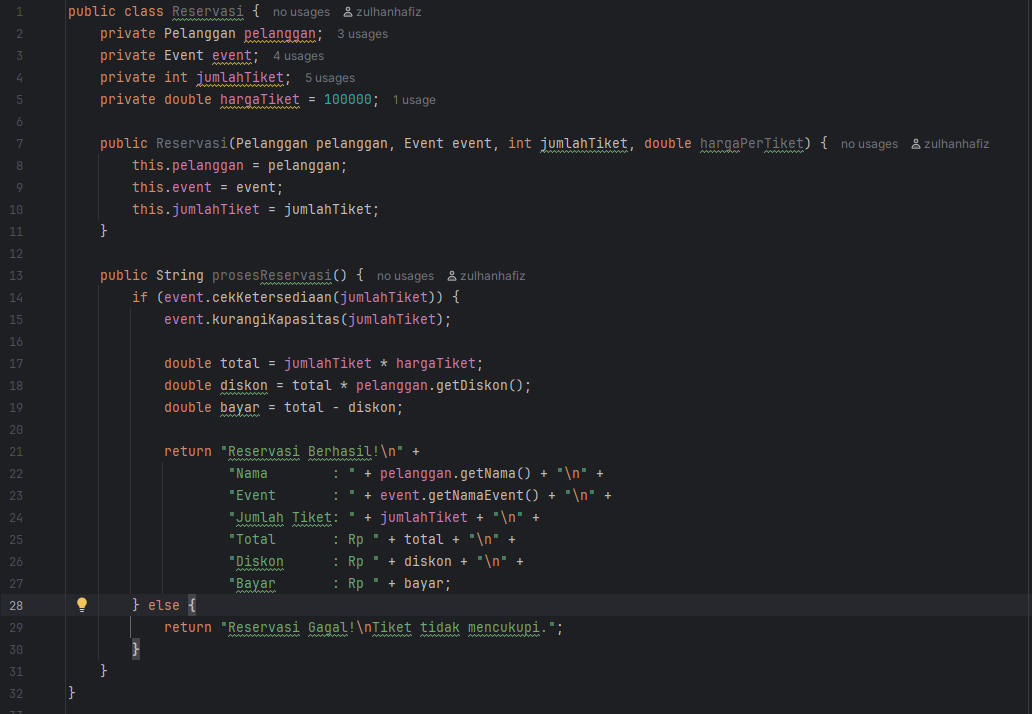 1 public class Reservasi { no usages zulhanhafiz
2 private Pelanggan pelanggan; 3 usages
3 private Event event; 4 usages
4 private int jumlahTiket; 5 usages
5 private double hargaTiket = 100000; 1 usage
6
7 public Reservasi(Pelanggan pelanggan, Event event, int jumlahTiket, double hargaPerTiket) { no usages zulhanhafiz
8 this.pelanggan = pelanggan;
9 this.event = event;
10 this.jumlahTiket = jumlahTiket;
11 }
12
13 public String prosesReservasi() { no usages zulhanhafiz
14 if (event.cekKetersediaan(jumlahTiket)) {
15 event.kurangiKapasitas(jumlahTiket);
16
17 double total = jumlahTiket * hargaTiket;
18 double diskon = total * pelanggan.getDiskon();
19 double bayar = total - diskon;
20
21 return "Reservasi Berhasil!\n" +
22 "Nama        : " + pelanggan.getNama() + "\n" +
23 "Event       : " + event.getNamaEvent() + "\n" +
24 "Jumlah Tiket: " + jumlahTiket + "\n" +
25 "Total       : Rp " + total + "\n" +
26 "Diskon      : Rp " + diskon + "\n" +
27 "Bayar       : Rp " + bayar;
28 } else {
29 return "Reservasi Gagal!\nTiket tidak mencukupi.";
30 }
31 }
32 }